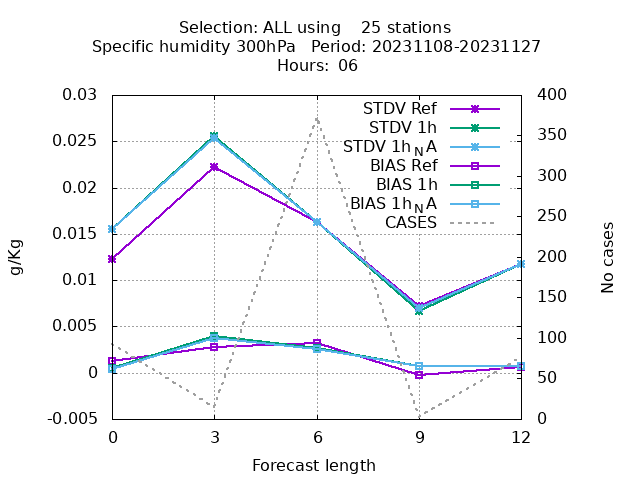 Selection: ALL using    25 stations
Specific humidity 300hPa   Period: 20231108-20231127
Hours: 06
0.03
0.025
0.02
0.015
0.01
0.005
0
-0.005
g/Kg
STDV Ref
STDV 1h
STDV 1h_NA
BIAS Ref
BIAS 1h
BIAS 1h_NA
CASES
400
350
300
250
200
150
100
50
0
No cases
0 3 6 9 12
Forecast length